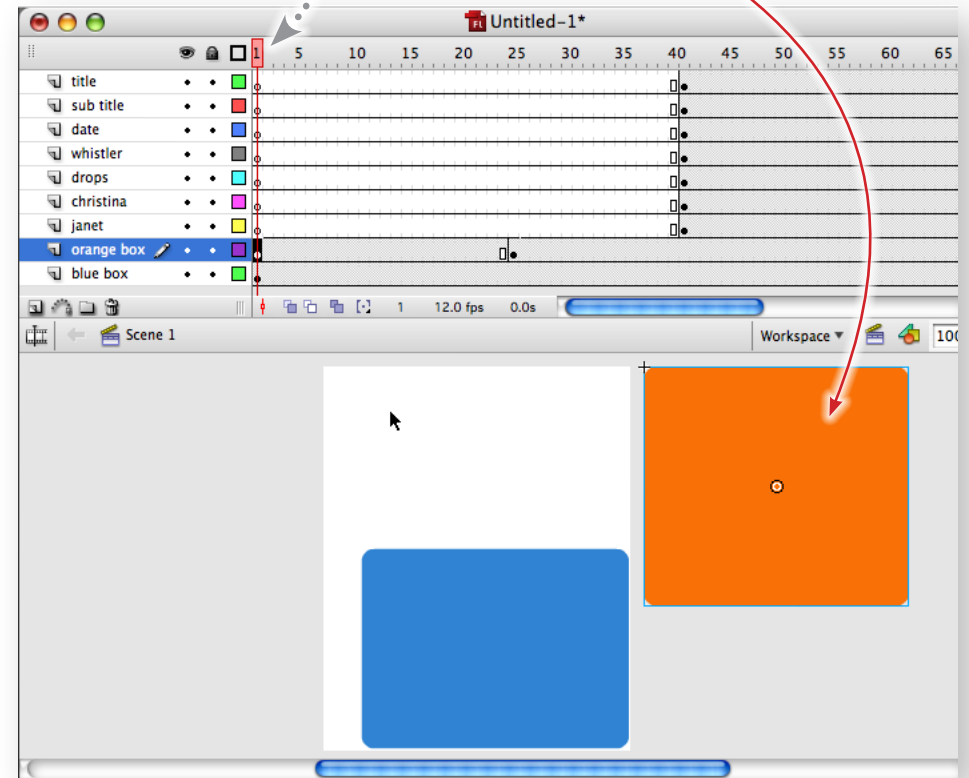 Untitled-1*
1 5 10 15 20 25 30 35 40 45 50 55 60 65
title
sub title
date
whistler
drops
christina
janet
orange box
blue box
1 12.0 fps 0.0s
Scene 1 Workspace 100